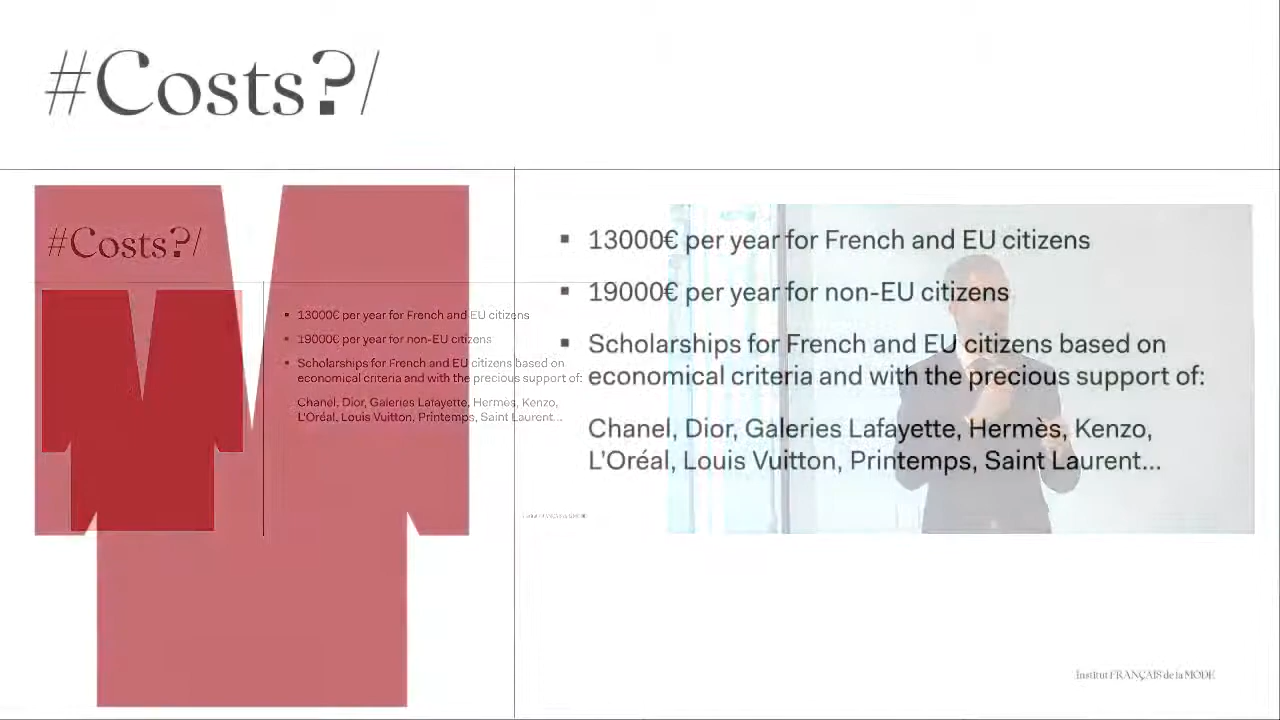 #Costs?/
13000€ per year for French and EU citizens
19000€ per year for non-EU citizens
Scholarships for French and EU citizens based on
economical criteria and with the precious support of:
Chanel, Dior, Galeries Lafayette, Hermès, Kenzo,
L'Oréal, Louis Vuitton, Printemps, Saint Laurent...
#Costs?/
13000€ per year for French and EU citizens
19000€ per year for non-EU citizens
Scholarships for French and EU citizens based on
economical criteria and with the precious support of:
Chanel, Dior, Galeries Lafayette, Hermès, Kenzo,
L'Oréal, Louis Vuitton, Printemps, Saint Laurent...
Institut FRANÇAIS de la MODE